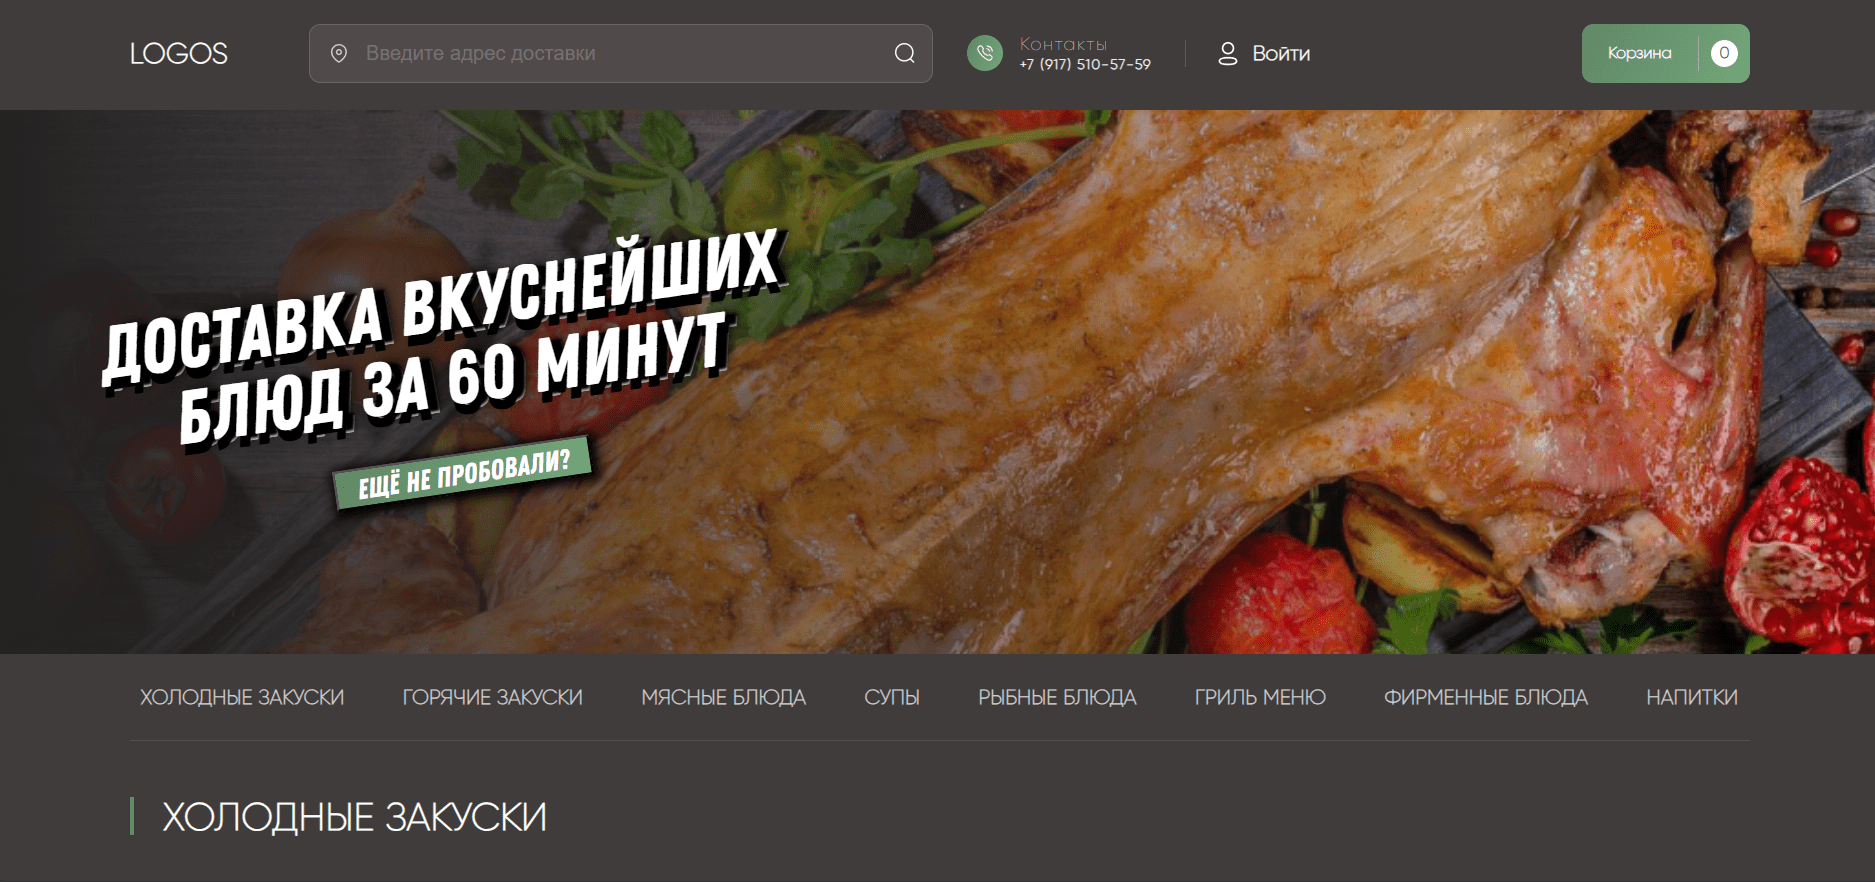 LOGOS
Введите адрес доставки
Контакты
+7 (917) 510-57-59
Войти
Корзина
0
ДОСТАВКА ВКУСНЕЙШИХ
БЛЮД ЗА 60 МИНУТ
ЕЩЁ НЕ ПРОБОВАЛИ?
ХОЛОДНЫЕ ЗАКУСКИ
ГОРЯЧИЕ ЗАКУСКИ
МЯСНЫЕ БЛЮДА
СУПЫ
РЫБНЫЕ БЛЮДА
ГРИЛЬ МЕНЮ
ФИРМЕННЫЕ БЛЮДА
НАПИТКИ
ХОЛОДНЫЕ ЗАКУСКИ